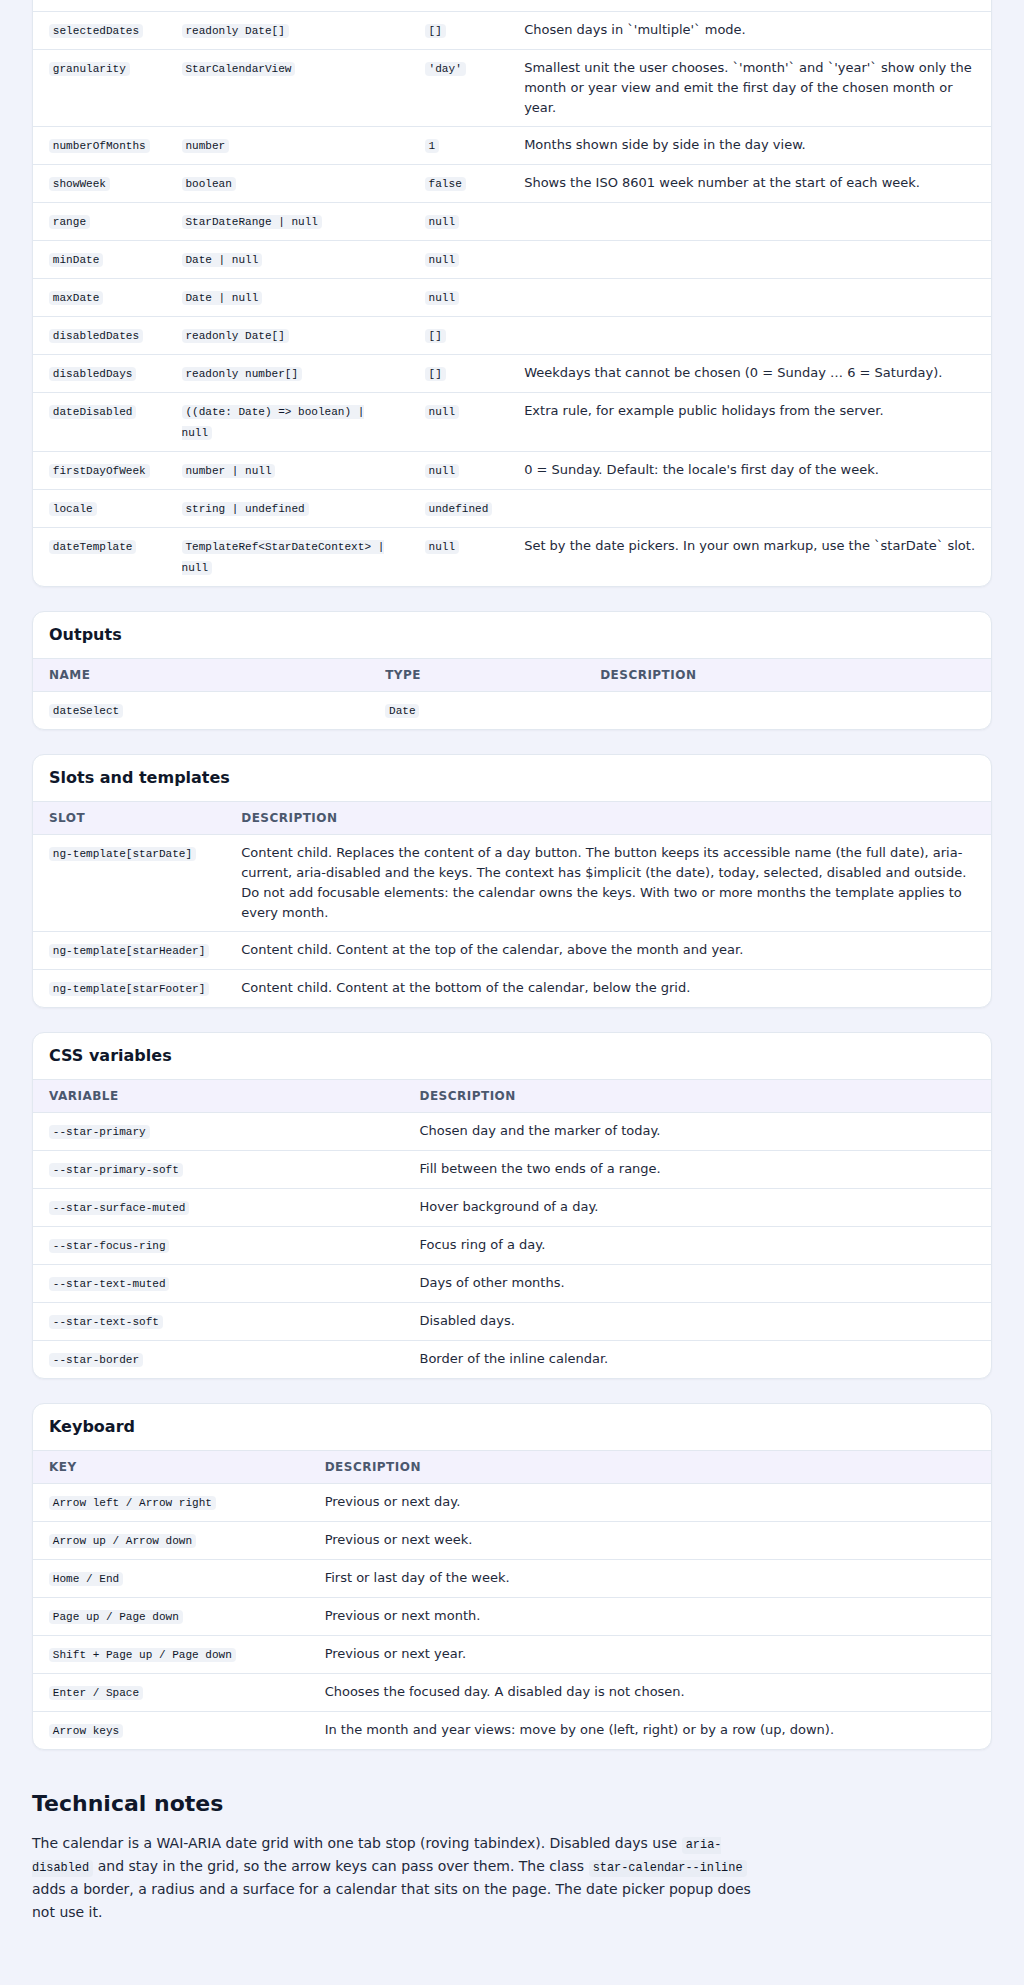 selectedDates readonly Date[] [] Chosen days in `'multiple'` mode.
granularity StarCalendarView 'day' Smallest unit the user chooses. `'month'` and `'year'` show only the
month or year view and emit the first day of the chosen month or
year.
numberOfMonths number 1 Months shown side by side in the day view.
showWeek boolean false Shows the ISO 8601 week number at the start of each week.
range StarDateRange | null null
minDate Date | null null
maxDate Date | null null
disabledDates readonly Date[] []
disabledDays readonly number[] [] Weekdays that cannot be chosen (0 = Sunday … 6 = Saturday).
dateDisabled ((date: Date) => boolean) | null Extra rule, for example public holidays from the server.
null
firstDayOfWeek number | null null 0 = Sunday. Default: the locale's first day of the week.
locale string | undefined undefined
dateTemplate TemplateRef<StarDateContext> | null Set by the date pickers. In your own markup, use the `starDate` slot.
null
Outputs
NAME TYPE DESCRIPTION
dateSelect Date
Slots and templates
SLOT DESCRIPTION
ng-template[starDate] Content child. Replaces the content of a day button. The button keeps its accessible name (the full date), aria-
current, aria-disabled and the keys. The context has $implicit (the date), today, selected, disabled and outside.
Do not add focusable elements: the calendar owns the keys. With two or more months the template applies to
every month.
ng-template[starHeader] Content child. Content at the top of the calendar, above the month and year.
ng-template[starFooter] Content child. Content at the bottom of the calendar, below the grid.
CSS variables
VARIABLE DESCRIPTION
--star-primary Chosen day and the marker of today.
--star-primary-soft Fill between the two ends of a range.
--star-surface-muted Hover background of a day.
--star-focus-ring Focus ring of a day.
--star-text-muted Days of other months.
--star-text-soft Disabled days.
--star-border Border of the inline calendar.
Keyboard
KEY DESCRIPTION
Arrow left / Arrow right Previous or next day.
Arrow up / Arrow down Previous or next week.
Home / End First or last day of the week.
Page up / Page down Previous or next month.
Shift + Page up / Page down Previous or next year.
Enter / Space Chooses the focused day. A disabled day is not chosen.
Arrow keys In the month and year views: move by one (left, right) or by a row (up, down).
Technical notes
The calendar is a WAI-ARIA date grid with one tab stop (roving tabindex). Disabled days use aria-
disabled and stay in the grid, so the arrow keys can pass over them. The class star-calendar--inline
adds a border, a radius and a surface for a calendar that sits on the page. The date picker popup does
not use it.